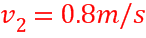 v₂ = 0.8m/s